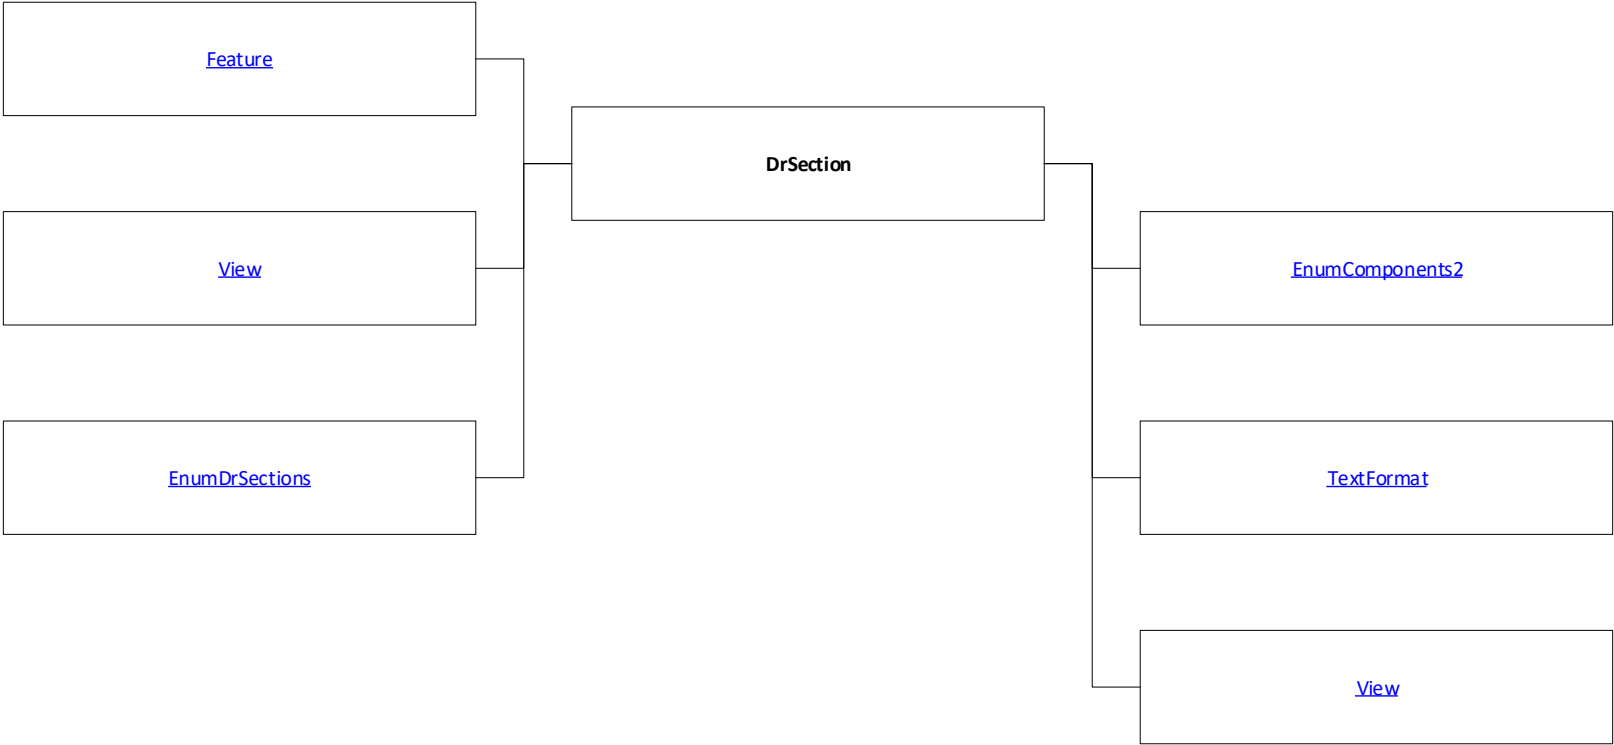 Feature
DrSection
View
EnumComponents2
EnumDrSections
TextFormat
View